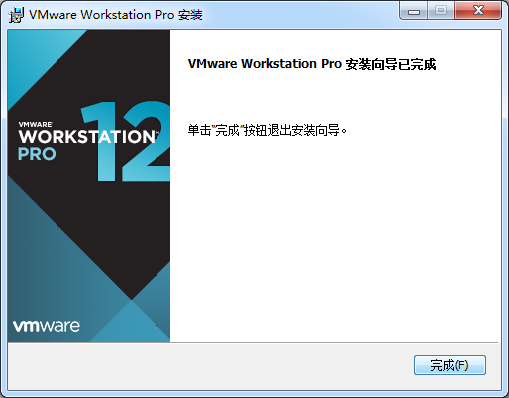 VMware Workstation Pro 安装
VMware Workstation Pro 安装向导已完成
单击"完成"按钮退出安装向导。
VMWARE
WORKSTATION
PRO 12
vmware
完成(F)